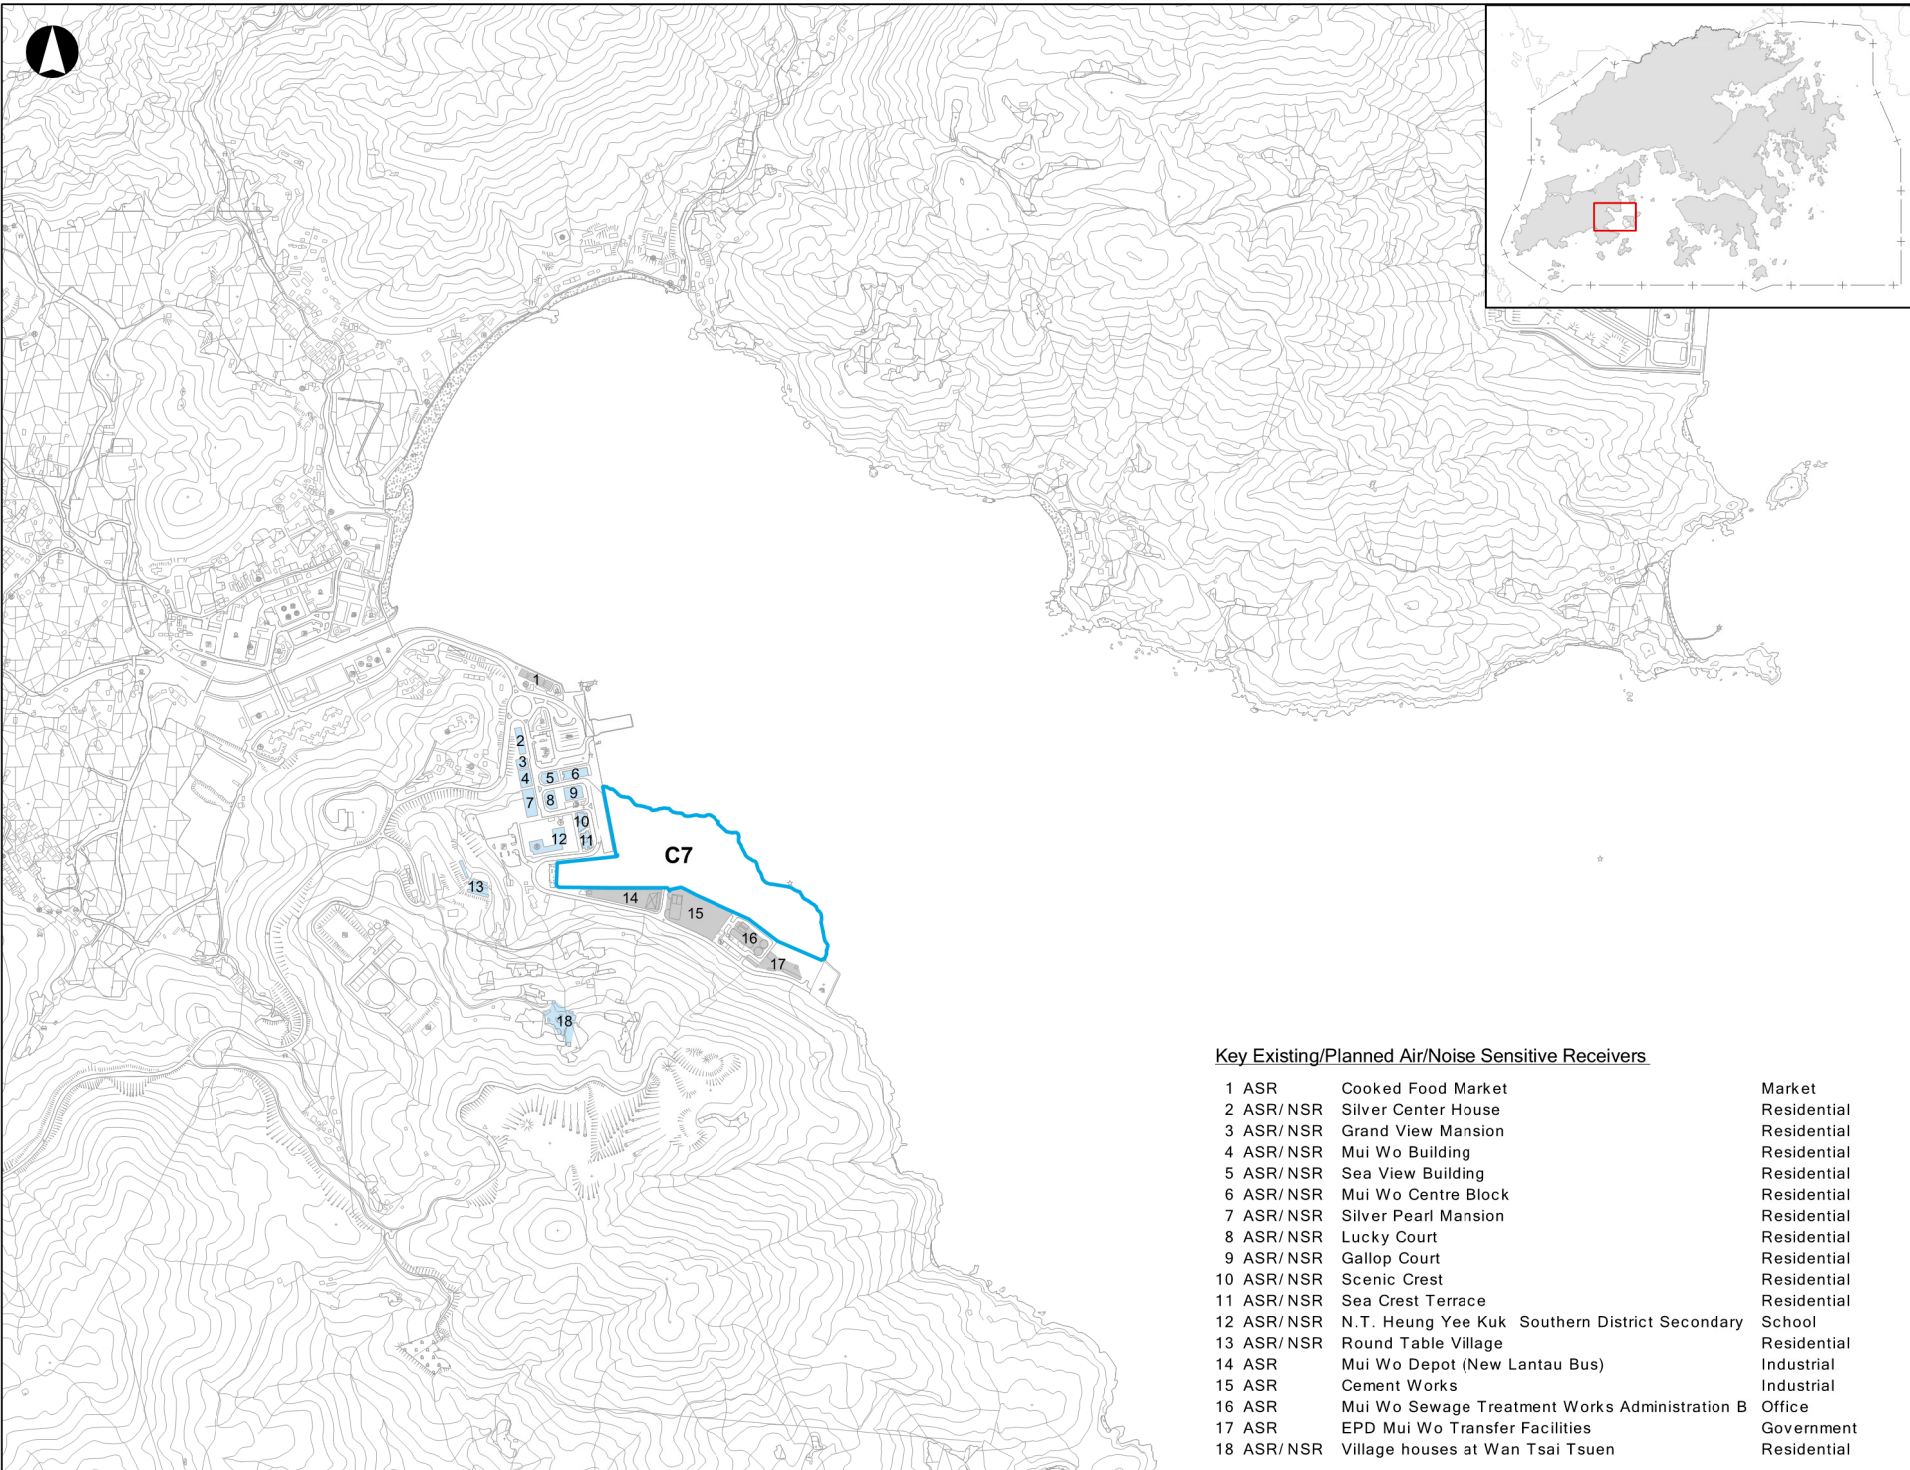 1
2
3
4
5
6
7
8
9
10
11
12
13
C7
14
15
16
17
18
Key Existing/Planned Air/Noise Sensitive Receivers
1 ASR Cooked Food Market Market
2 ASR/NSR Silver Center House Residential
3 ASR/NSR Grand View Mansion Residential
4 ASR/NSR Mui Wo Building Residential
5 ASR/NSR Sea View Building Residential
6 ASR/NSR Mui Wo Centre Block Residential
7 ASR/NSR Silver Pearl Mansion Residential
8 ASR/NSR Lucky Court Residential
9 ASR/NSR Gallop Court Residential
10 ASR/NSR Scenic Crest Residential
11 ASR/NSR Sea Crest Terrace Residential
12 ASR/NSR N.T. Heung Yee Kuk Southern District Secondary School
13 ASR/NSR Round Table Village Residential
14 ASR Mui Wo Depot (New Lantau Bus) Industrial
15 ASR Cement Works Industrial
16 ASR Mui Wo Sewage Treatment Works Administration B Office
17 ASR EPD Mui Wo Transfer Facilities Government
18 ASR/NSR Village houses at Wan Tsai Tsuen Residential